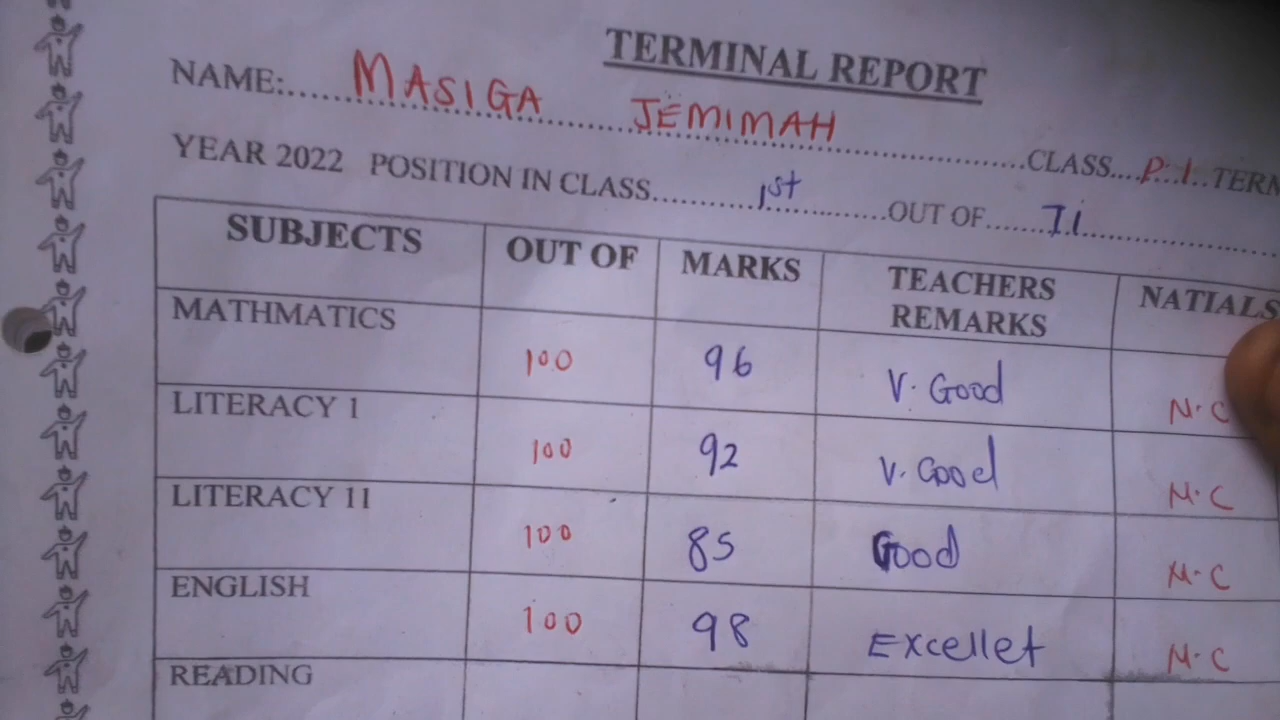 TERMINAL REPORT
NAME:..... MASIGA JEMIMAH ..........CLASS....P.1..TERM
YEAR 2022 POSITION IN CLASS..........1st..........OUT OF.......71..........
SUBJECTS OUT OF MARKS TEACHERS REMARKS NATIALS
MATHMATICS 100 96 V. Good N.C
LITERACY 1 100 92 V. Good N.C
LITERACY 11 100 85 Good N.C
ENGLISH 100 98 Excellet N.C
READING